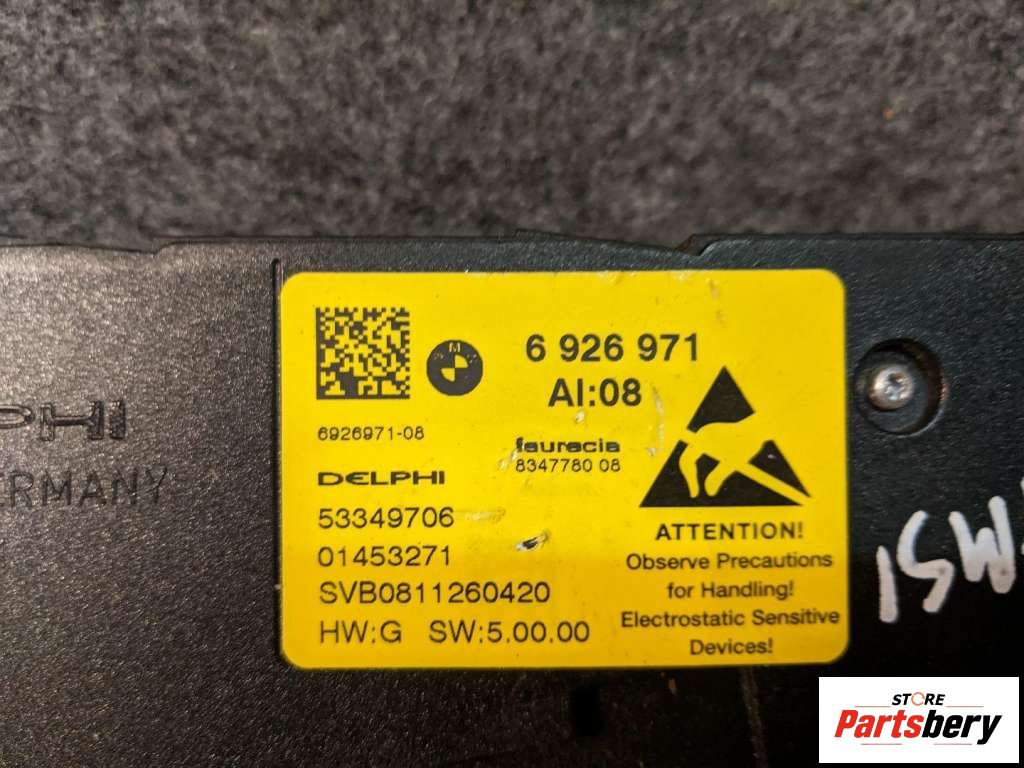 PHI
ERMANY
M
6 926 971
AI:08
6926971-08
faurecia
8347780 08
DELPHI
53349706
01453271
SVB0811260420
HW:G SW:5.00.00
ATTENTION!
Observe Precautions
for Handling!
Electrostatic Sensitive
Devices!
STORE
Partsbery